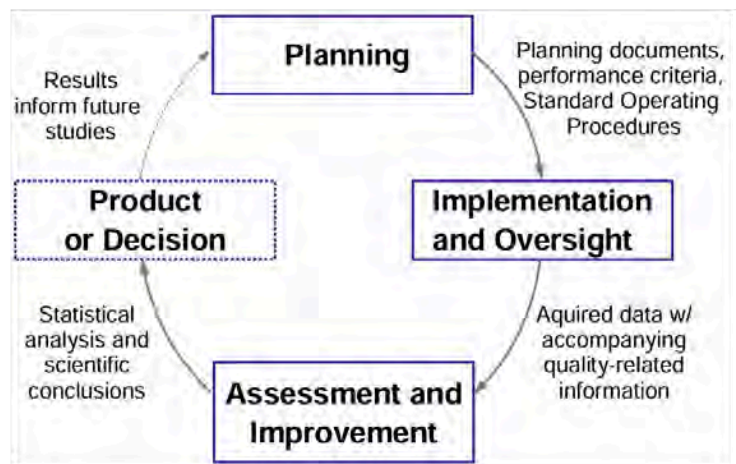 Planning
Planning documents,
performance criteria,
Standard Operating
Procedures
Results
inform future
studies
Product
or Decision
Implementation
and Oversight
Statistical
analysis and
scientific
conclusions
Aquired data w/
accompanying
quality-related
information
Assessment and
Improvement